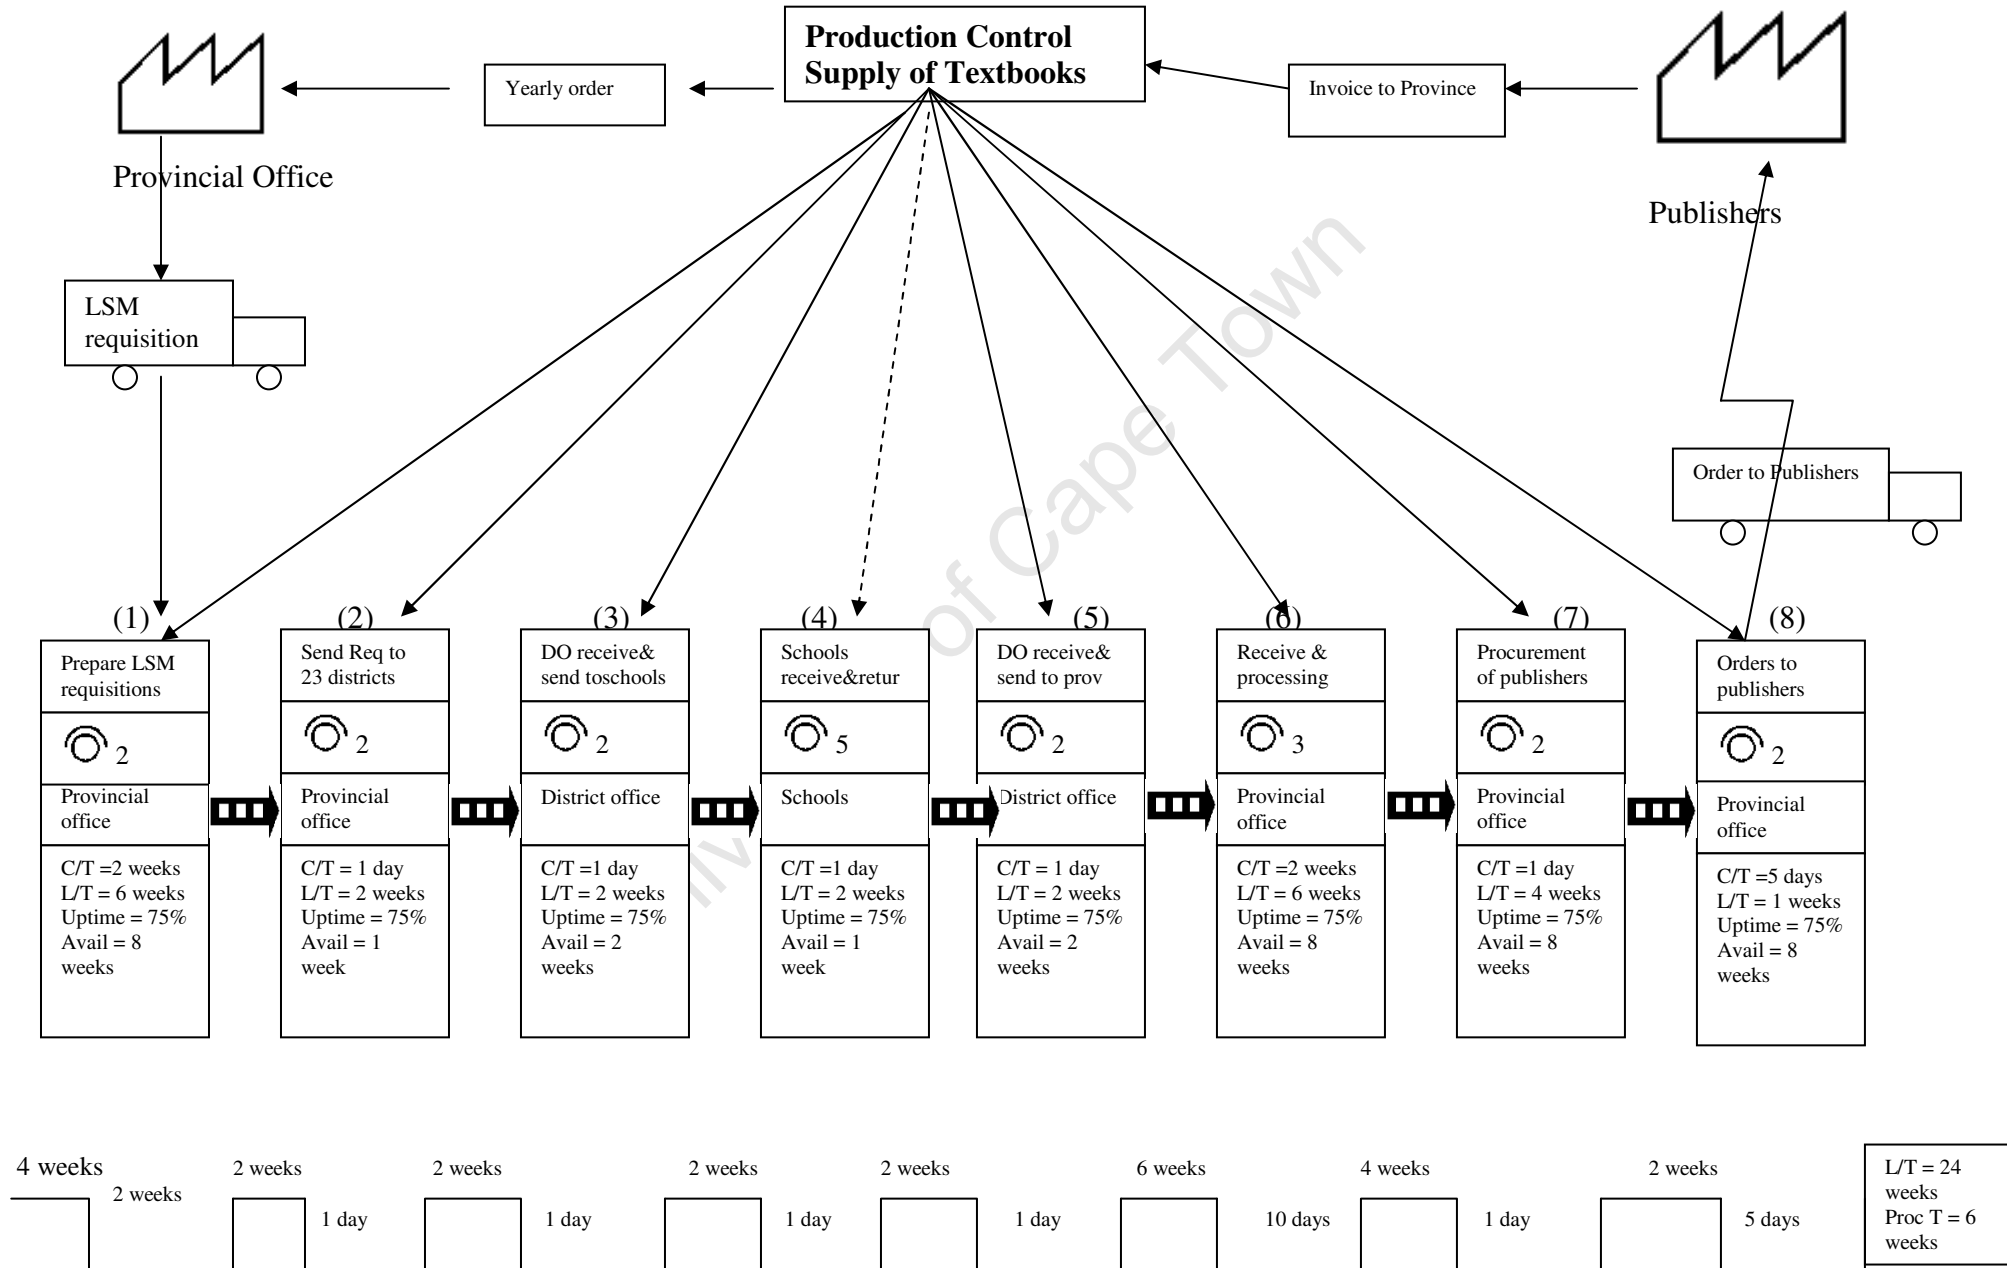 Production Control
Supply of Textbooks
Yearly order
Invoice to Province
Provincial Office
Publishers
LSM
requisition
Order to Publishers
of Cape Town
(1)
Prepare LSM
requisitions
2
Provincial
office
C/T =2 weeks
L/T = 6 weeks
Uptime = 75%
Avail = 8
weeks
(2)
Send Req to
23 districts
2
Provincial
office
C/T = 1 day
L/T = 2 weeks
Uptime = 75%
Avail = 1
week
(3)
DO receive&
send toschools
2
District office
C/T =1 day
L/T = 2 weeks
Uptime = 75%
Avail = 2
weeks
(4)
Schools
receive&retur
5
Schools
C/T =1 day
L/T = 2 weeks
Uptime = 75%
Avail = 1
week
(5)
DO receive&
send to prov
2
District office
C/T = 1 day
L/T = 2 weeks
Uptime = 75%
Avail = 2
weeks
(6)
Receive &
processing
3
Provincial
office
C/T =2 weeks
L/T = 6 weeks
Uptime = 75%
Avail = 8
weeks
(7)
Procurement
of publishers
2
Provincial
office
C/T =1 day
L/T = 4 weeks
Uptime = 75%
Avail = 8
weeks
(8)
Orders to
publishers
2
Provincial
office
C/T =5 days
L/T = 1 weeks
Uptime = 75%
Avail = 8
weeks
4 weeks
2 weeks
2 weeks
1 day
2 weeks
1 day
2 weeks
1 day
2 weeks
1 day
6 weeks
10 days
4 weeks
1 day
2 weeks
5 days
L/T = 24
weeks
Proc T = 6
weeks